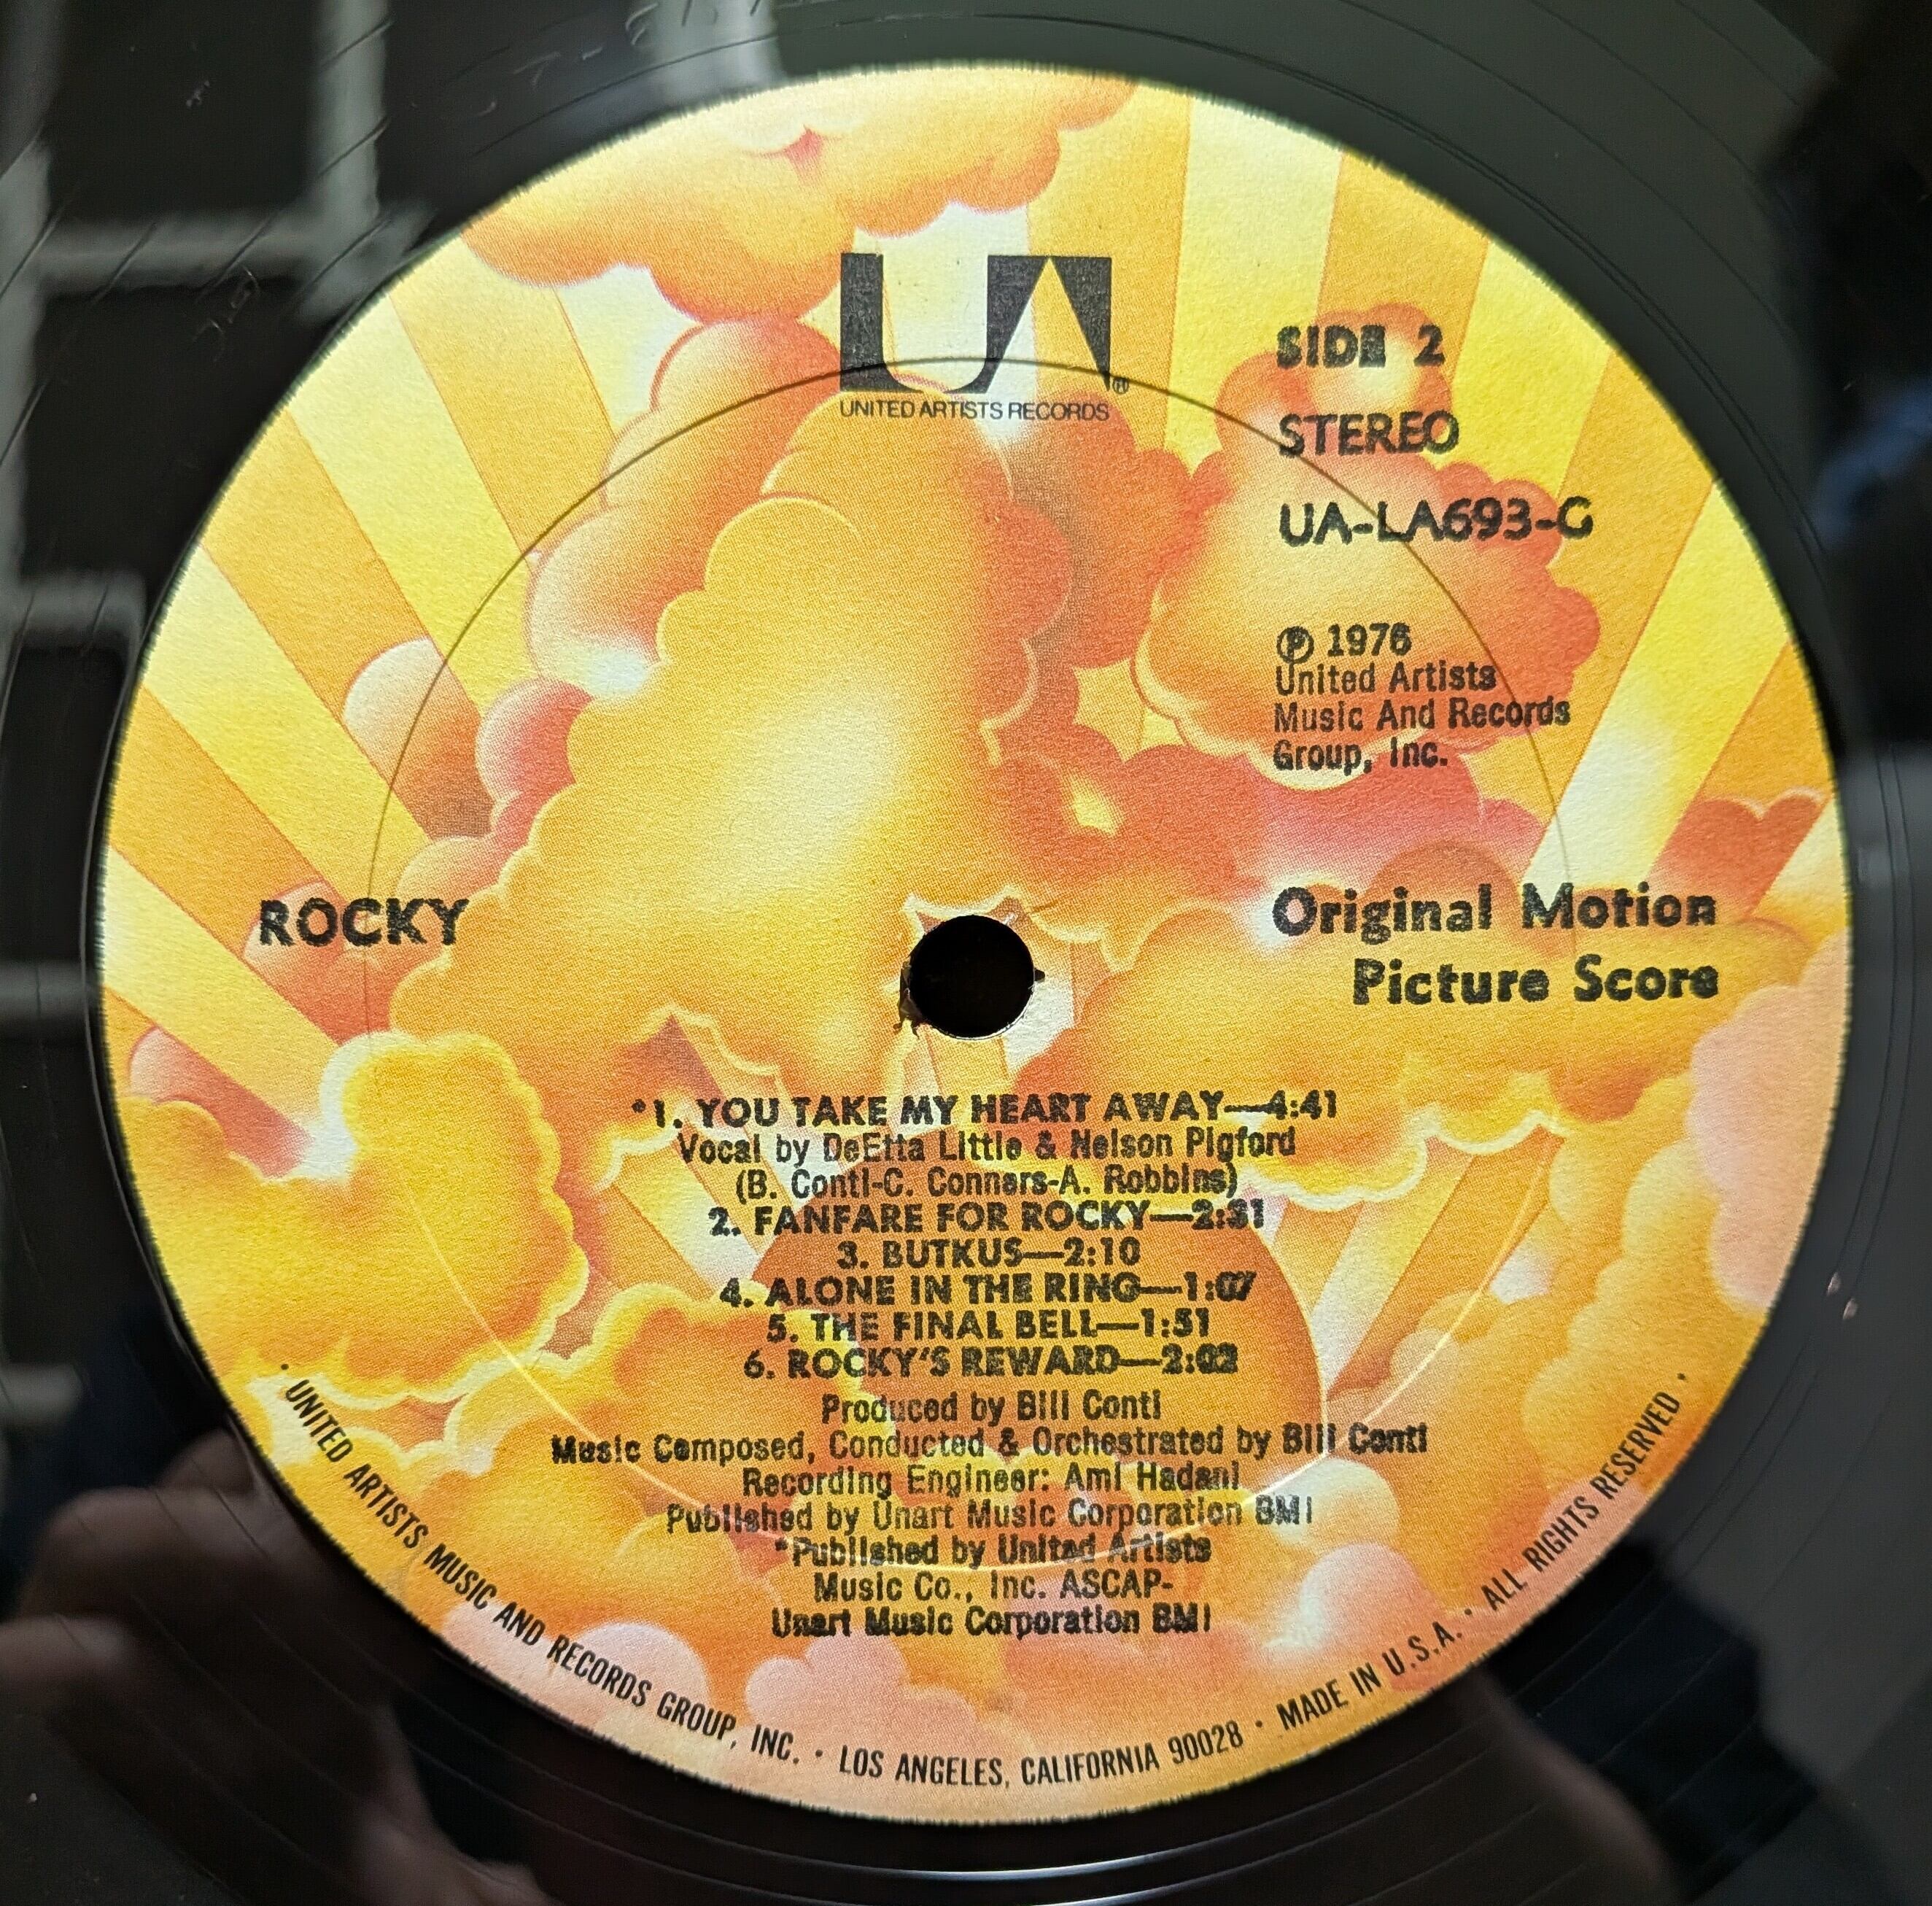 UA®
UNITED ARTISTS RECORDS
SIDE 2
STEREO
UA-LA693-G
℗ 1976
United Artists
Music And Records
Group, Inc.
ROCKY
Original Motion
Picture Score
*1. YOU TAKE MY HEART AWAY—4:41
Vocal by DeEtta Little & Nelson Pigford
(B. Conti-C. Conners-A. Robbins)
2. FANFARE FOR ROCKY—2:31
3. BUTKUS—2:10
4. ALONE IN THE RING—1:07
5. THE FINAL BELL—1:51
6. ROCKY'S REWARD—2:02
Produced by Bill Conti
Music Composed, Conducted & Orchestrated by Bill Conti
Recording Engineer: Ami Hadani
Published by Unart Music Corporation BMI
*Published by United Artists
Music Co., Inc. ASCAP-
Unart Music Corporation BMI
· UNITED ARTISTS MUSIC AND RECORDS GROUP, INC. · LOS ANGELES, CALIFORNIA 90028 · MADE IN U.S.A. · ALL RIGHTS RESERVED ·